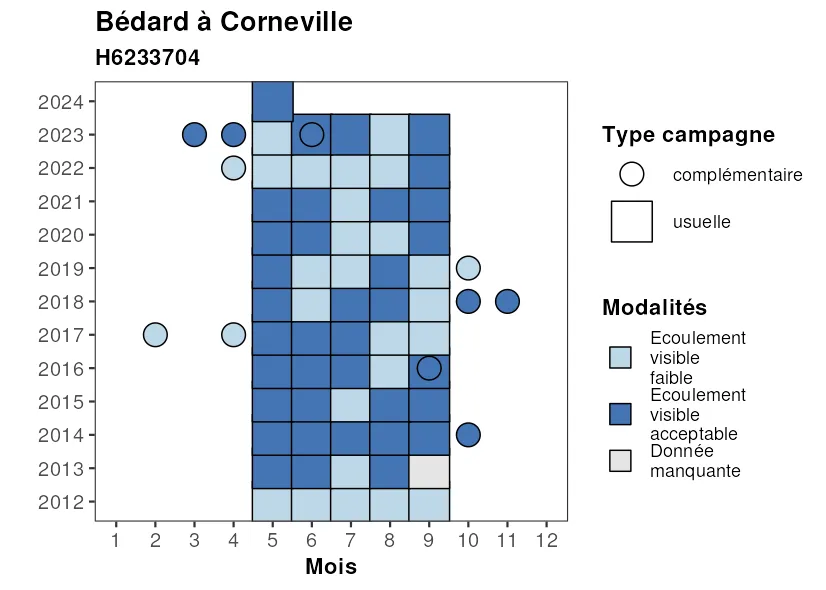 Bédard à Corneville
H6233704
2024
2023
2022
2021
2020
2019
2018
2017
2016
2015
2014
2013
2012
1 2 3 4 5 6 7 8 9 10 11 12
Mois
Type campagne
complémentaire
usuelle
Modalités
Ecoulement
visible
faible
Ecoulement
visible
acceptable
Donnée
manquante